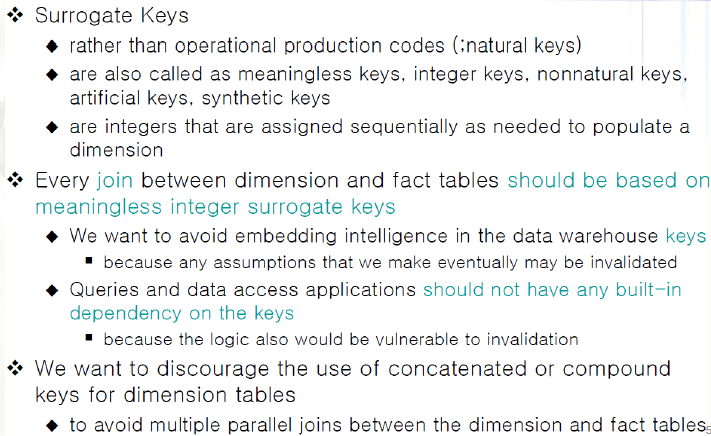 ❖ Surrogate Keys
◆ rather than operational production codes (;natural keys)
◆ are also called as meaningless keys, integer keys, nonnatural keys,
artificial keys, synthetic keys
◆ are integers that are assigned sequentially as needed to populate a
dimension
❖ Every join between dimension and fact tables should be based on
meaningless integer surrogate keys
◆ We want to avoid embedding intelligence in the data warehouse keys
▪ because any assumptions that we make eventually may be invalidated
◆ Queries and data access applications should not have any built-in
dependency on the keys
▪ because the logic also would be vulnerable to invalidation
❖ We want to discourage the use of concatenated or compound
keys for dimension tables
◆ to avoid multiple parallel joins between the dimension and fact tables
5